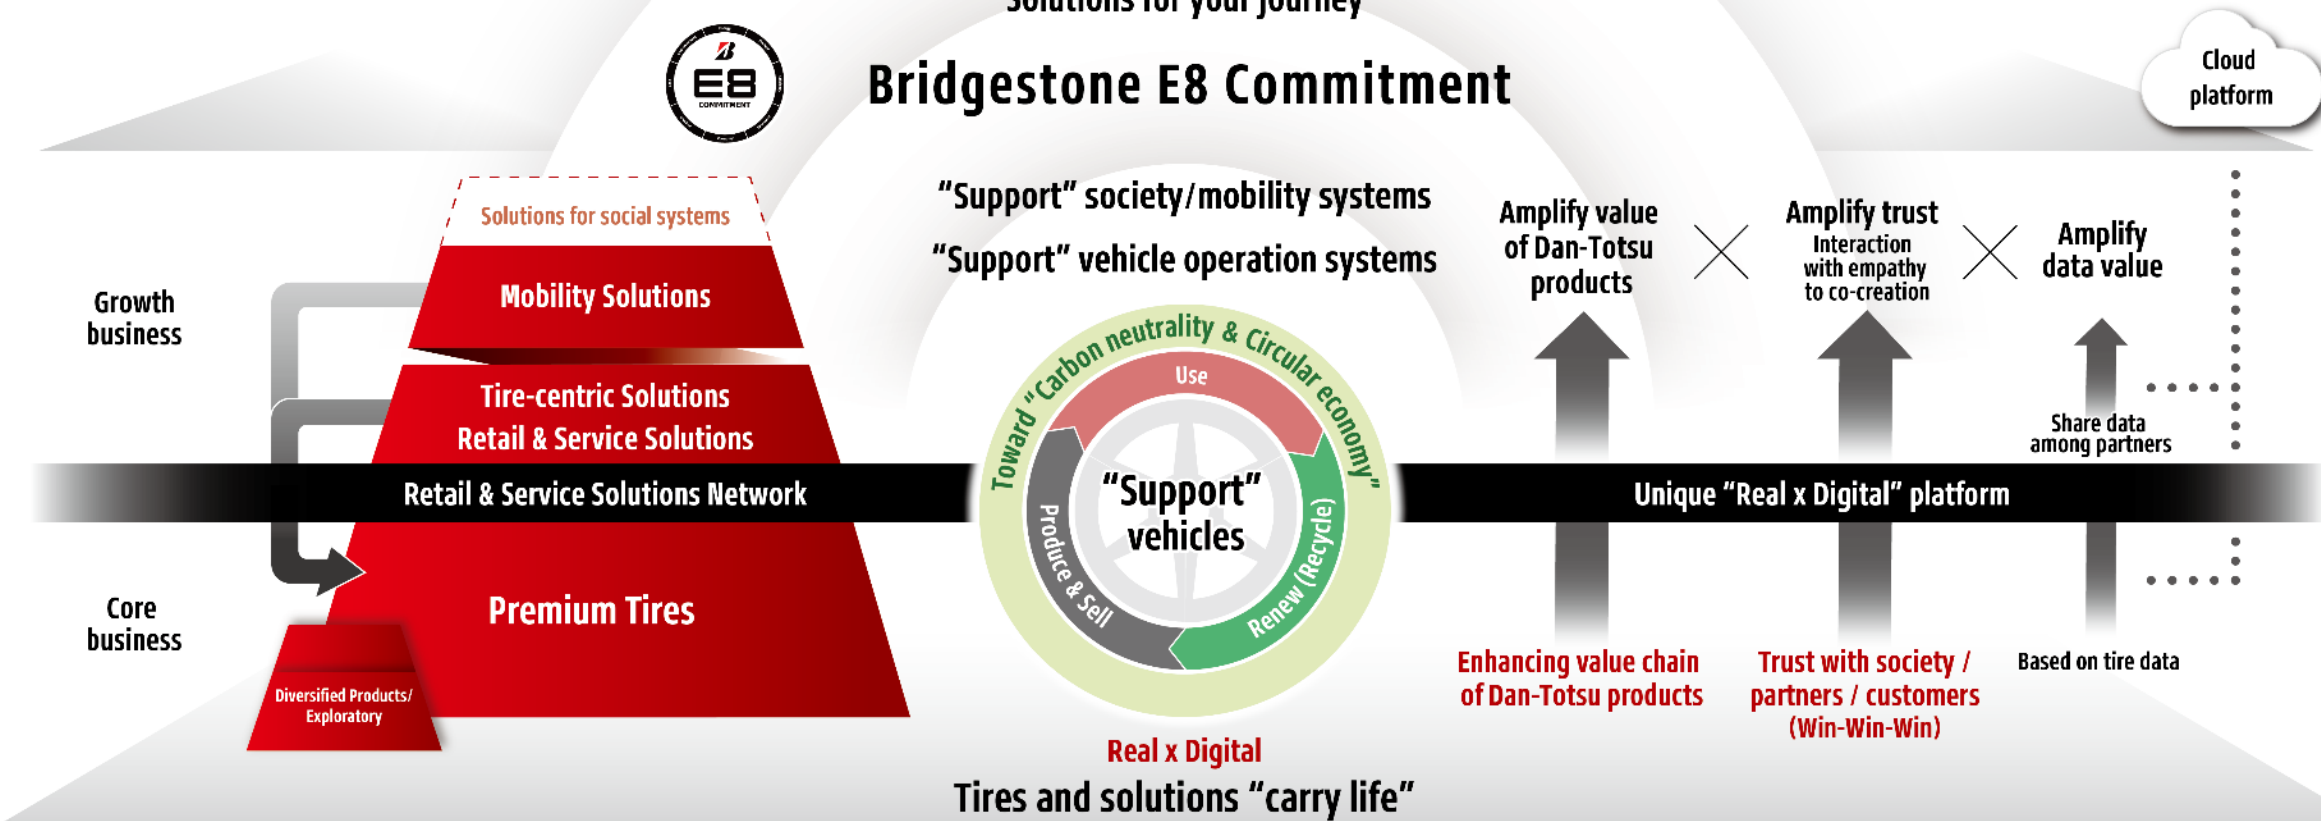 Solutions for your journey
B
E8
COMMITMENT
Bridgestone E8 Commitment
Cloud
platform
"Support" society/mobility systems
"Support" vehicle operation systems
Growth
business
Core
business
Solutions for social systems
Mobility Solutions
Tire-centric Solutions
Retail & Service Solutions
Retail & Service Solutions Network
Premium Tires
Diversified Products/
Exploratory
Toward "Carbon neutrality & Circular economy"
Use
Produce & Sell
Renew (Recycle)
"Support"
vehicles
Real x Digital
Tires and solutions "carry life"
Amplify value
of Dan-Totsu
products
Amplify trust
Interaction
with empathy
to co-creation
Amplify
data value
Share data
among partners
Unique "Real x Digital" platform
Enhancing value chain
of Dan-Totsu products
Trust with society /
partners / customers
(Win-Win-Win)
Based on tire data